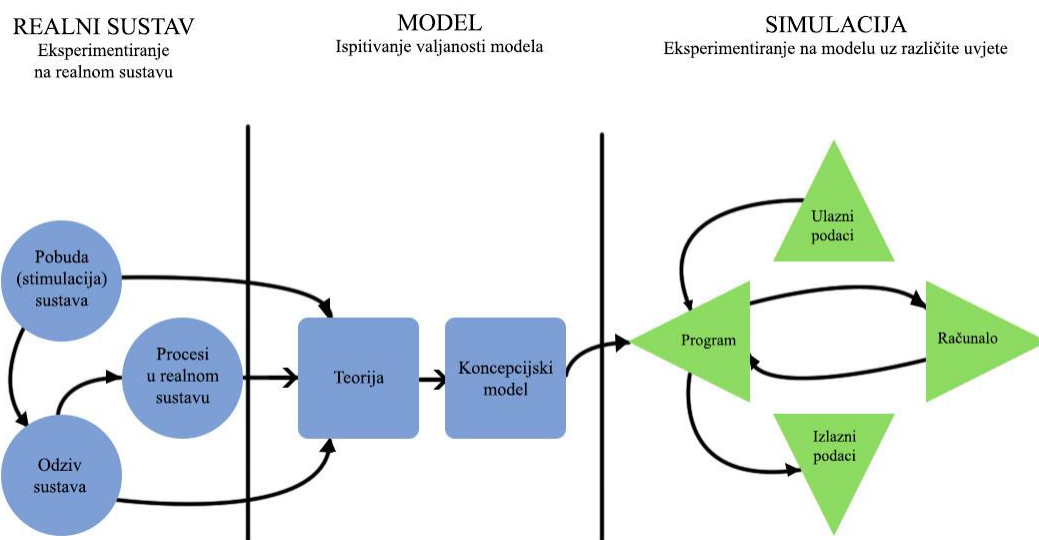 REALNI SUSTAV
Eksperimentiranje
na realnom sustavu
MODEL
Ispitivanje valjanosti modela
SIMULACIJA
Eksperimentiranje na modelu uz različite uvjete
Pobuda
(stimulacija)
sustava
Procesi
u realnom
sustavu
Odziv
sustava
Teorija
Koncepcijski
model
Ulazni
podaci
Program
Računalo
Izlazni
podaci